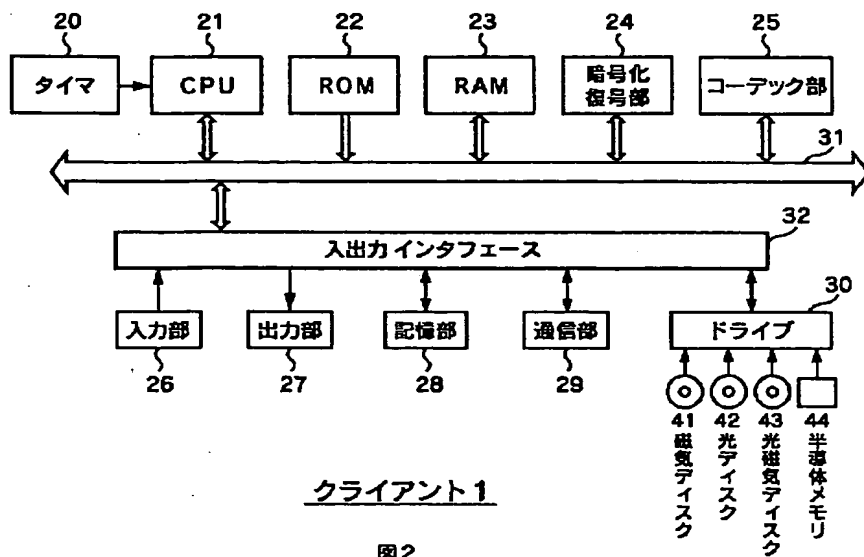 20 21 22 23 24 25
タイマ CPU ROM RAM 暗号化復号部 コーデック部
31
32
入出力インタフェース
30
入力部 出力部 記憶部 通信部 ドライブ
26 27 28 29
41 42 43 44
磁気ディスク
光ディスク
光磁気ディスク
半導体メモリ
クライアント1
図2